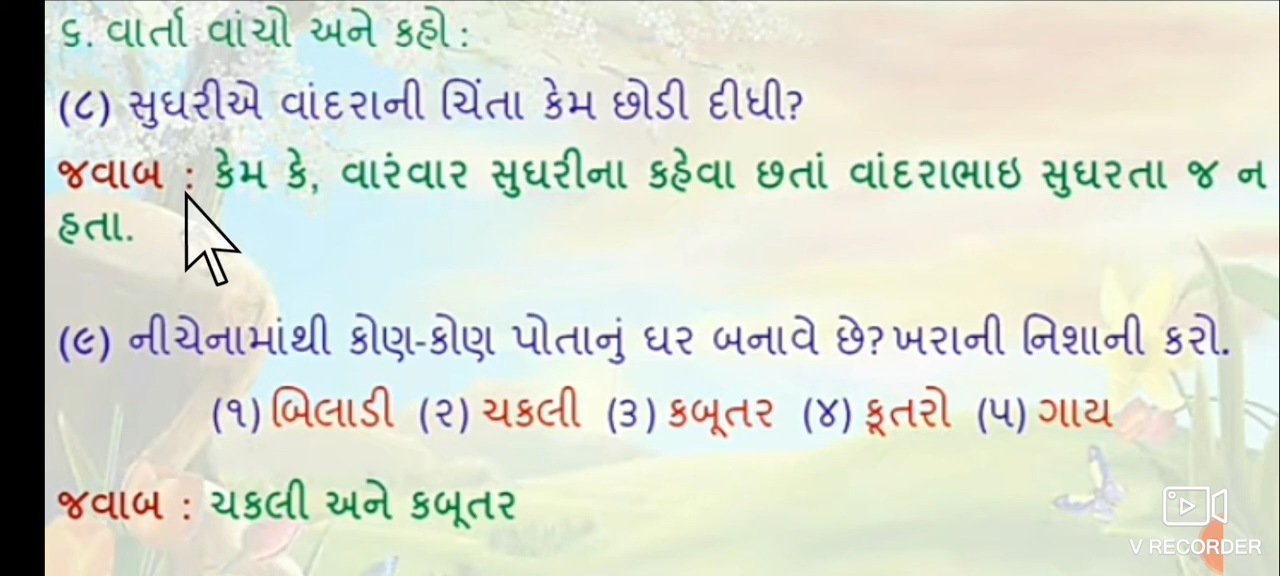 ૬. વાર્તા વાંચો અને કહો :
(૮) સુઘરીએ વાંદરાની ચિંતા કેમ છોડી દીધી?
જવાબ : કેમ કે, વારંવાર સુઘરીના કહેવા છતાં વાંદરાભાઇ સુધરતા જ ન
હતા.
(૯) નીચેનામાંથી કોણ-કોણ પોતાનું ઘર બનાવે છે? ખરાની નિશાની કરો.
(૧) બિલાડી (૨) ચકલી (૩) કબૂતર (૪) કૂતરો (૫) ગાય
જવાબ : ચકલી અને કબૂતર
V RECORDER